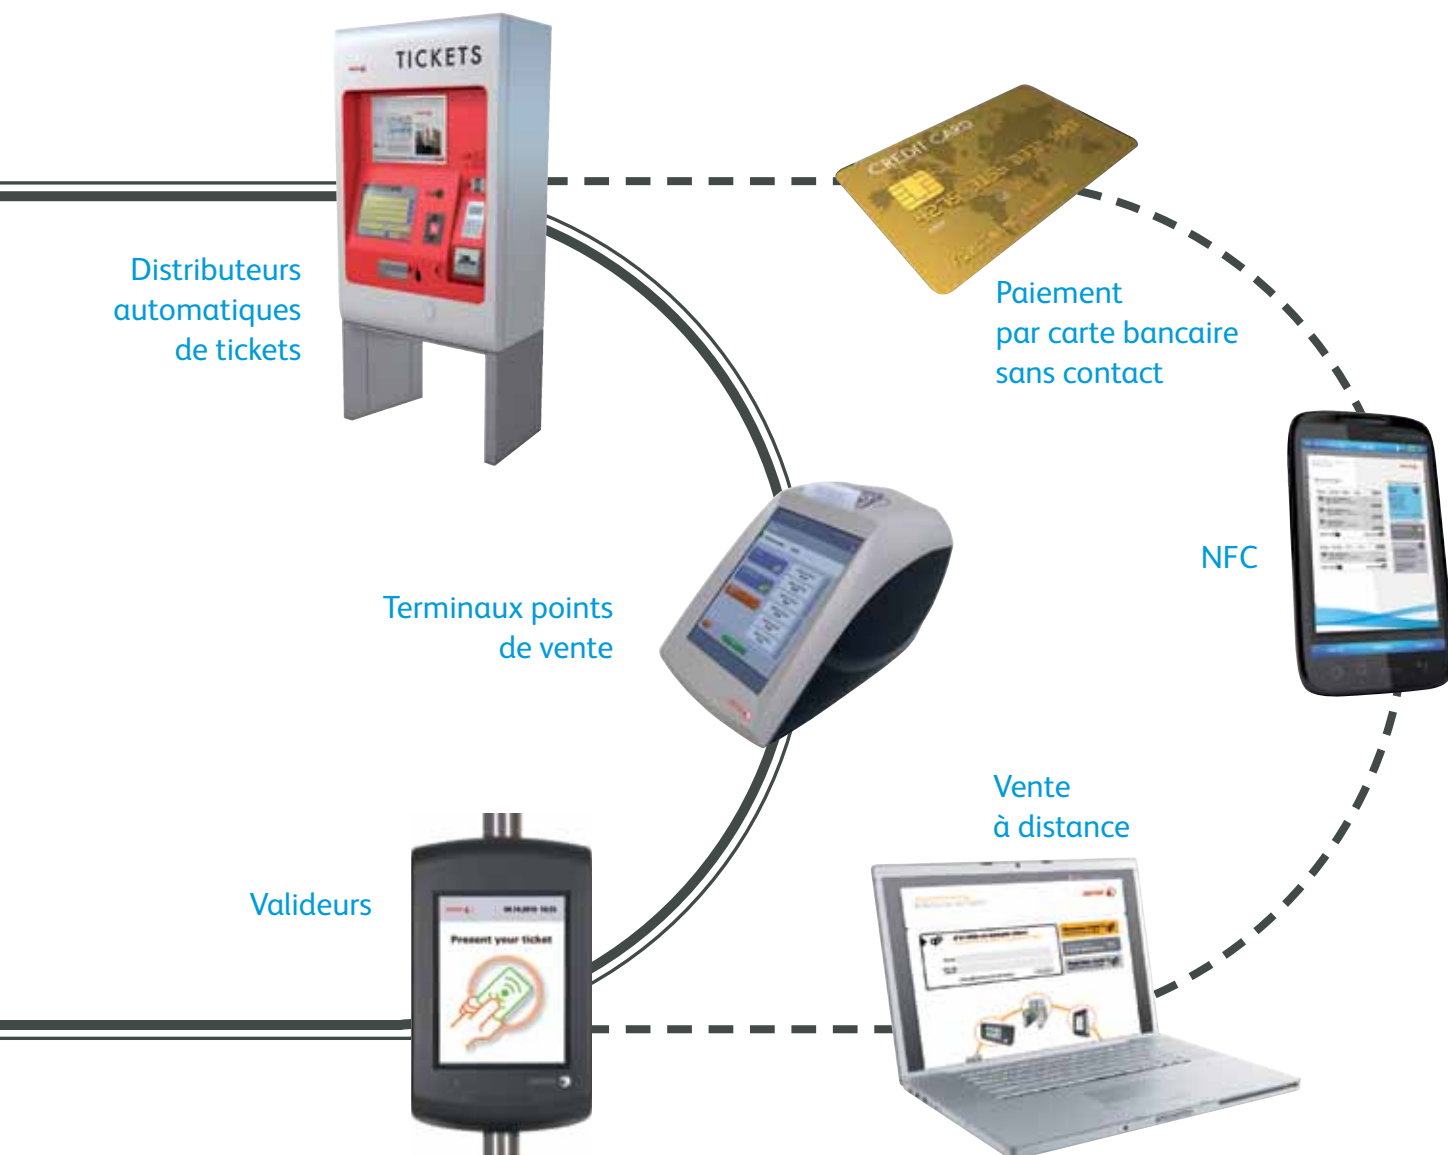 TICKETS
CREDIT CARD
Distributeurs
automatiques
de tickets
Paiement
par carte bancaire
sans contact
NFC
Terminaux points
de vente
Vente
à distance
Valideurs
Present your ticket